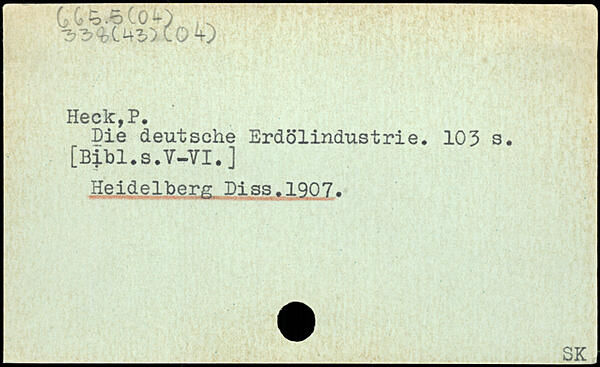 665.5(04)
338(43)(04)
Heck,P.
Die deutsche Erdölindustrie. 103 s.
[Bibl.s.V-VI.]
Heidelberg Diss.1907.
SK